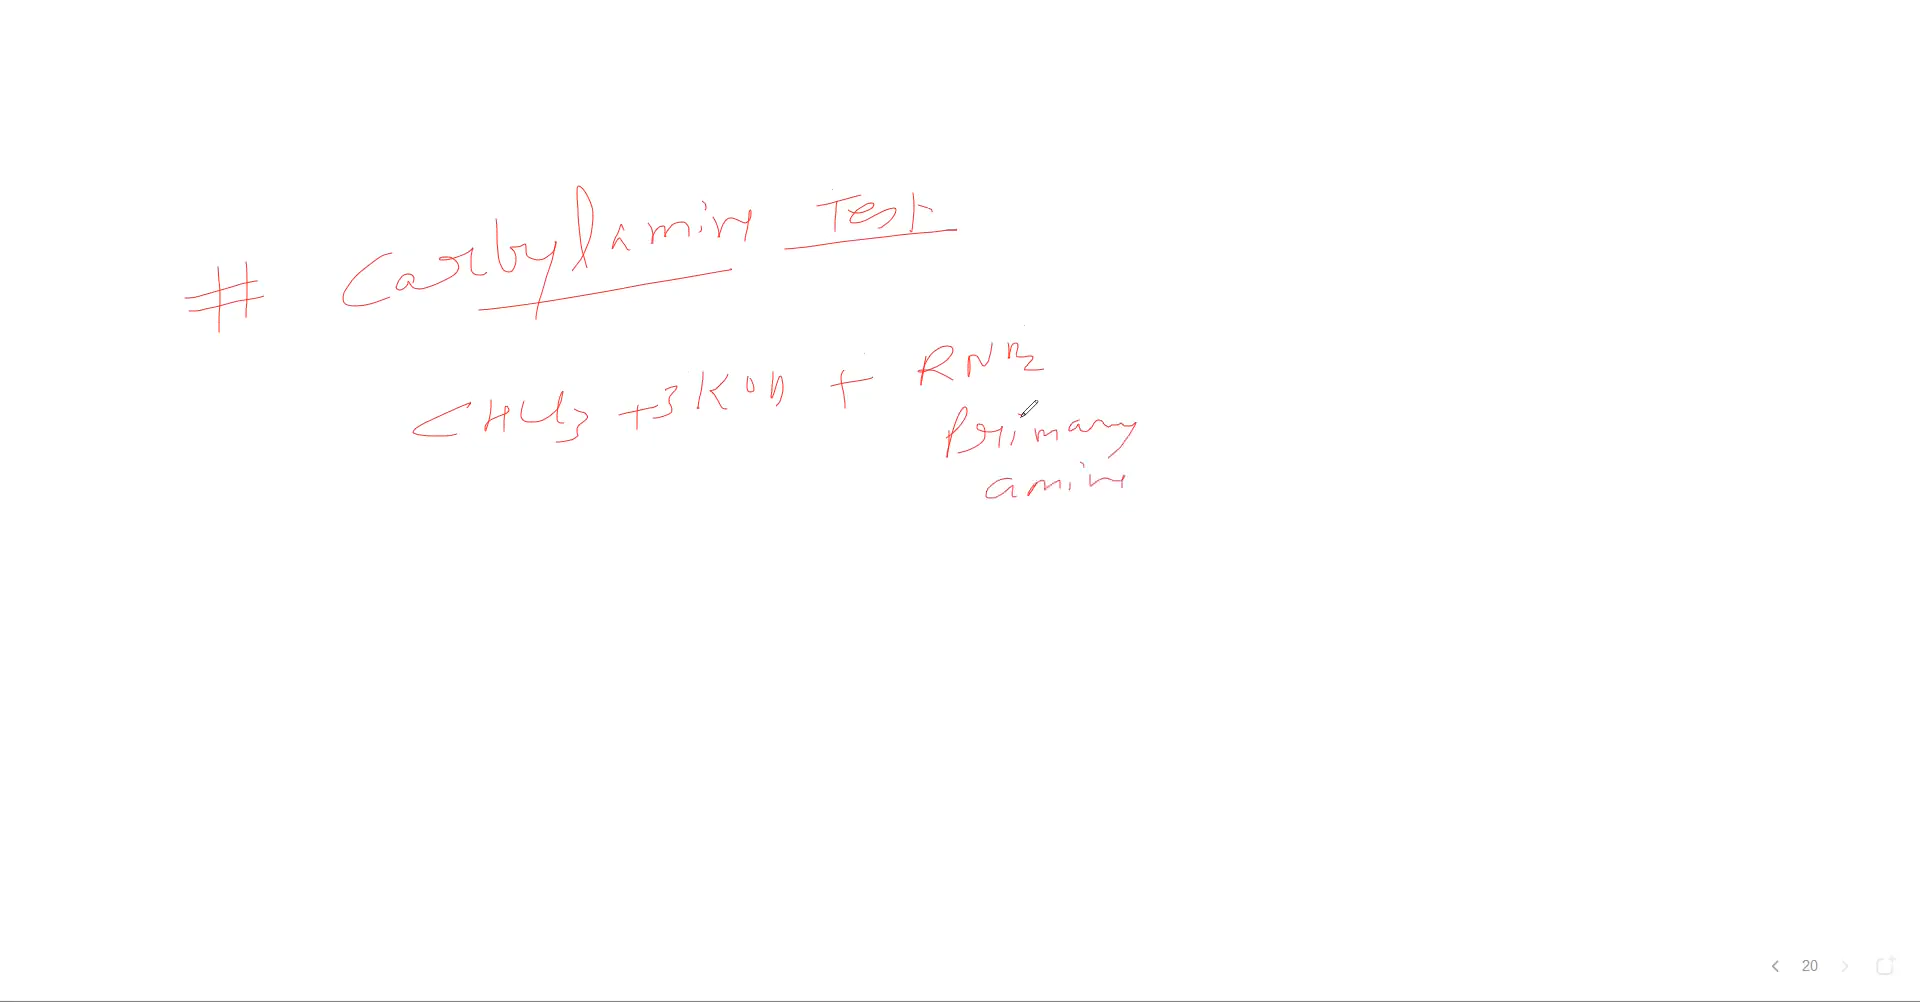 # Carbylamine Test
CHCl3 + 3KOH + RNH2
Primary
amine
20